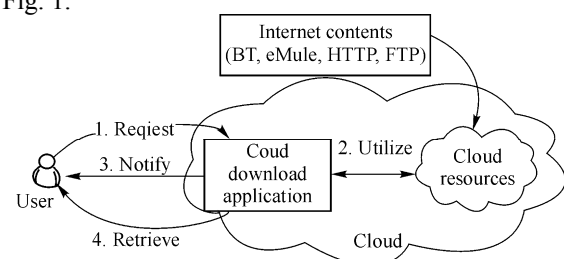 Fig. 1.
Internet contents
(BT, eMule, HTTP, FTP)
1. Reqiest
3. Notify
User
4. Retrieve
Coud
download
application
2. Utilize
Cloud
resources
Cloud